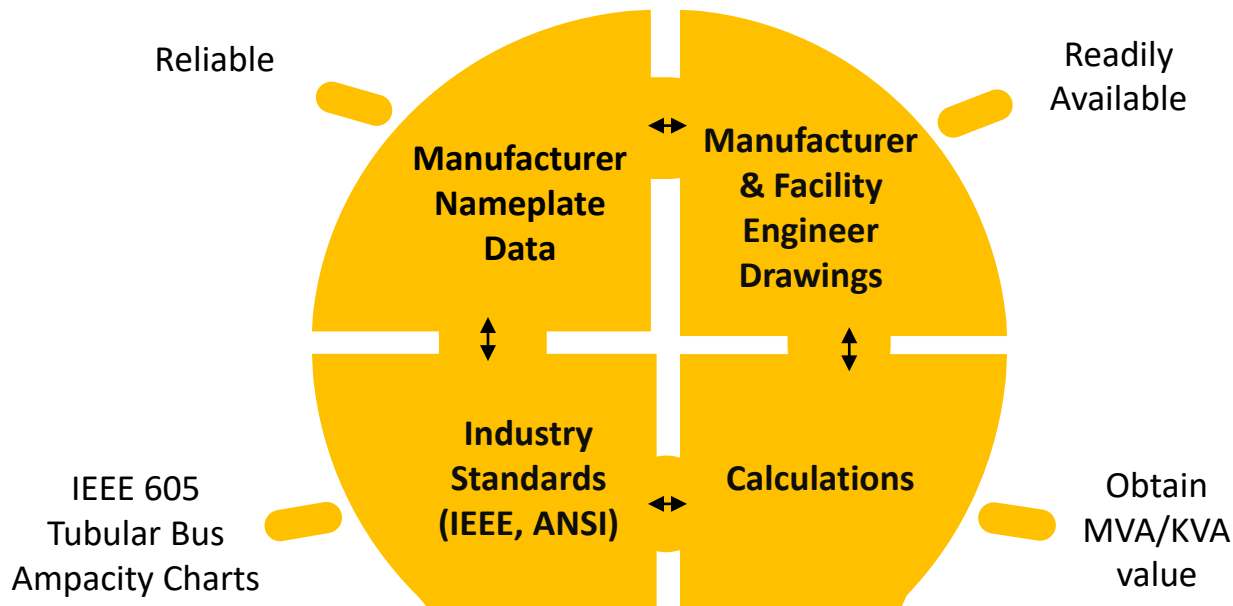 Reliable
Readily
Available
Manufacturer
Nameplate
Data
Manufacturer
& Facility
Engineer
Drawings
Industry
Standards
(IEEE, ANSI)
Calculations
IEEE 605
Tubular Bus
Ampacity Charts
Obtain
MVA/KVA
value